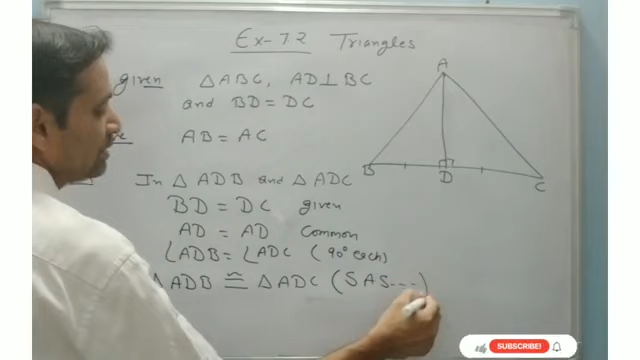 Ex-7.2 Triangles
given △ABC, AD⊥BC
and BD = DC
AB = AC
In △ADB and △ADC
BD = DC given
AD = AD Common
∠ADB = ∠ADC (90° each)
△ADB ≅ △ADC (SAS---)
A
B
D
C
SUBSCRIBE